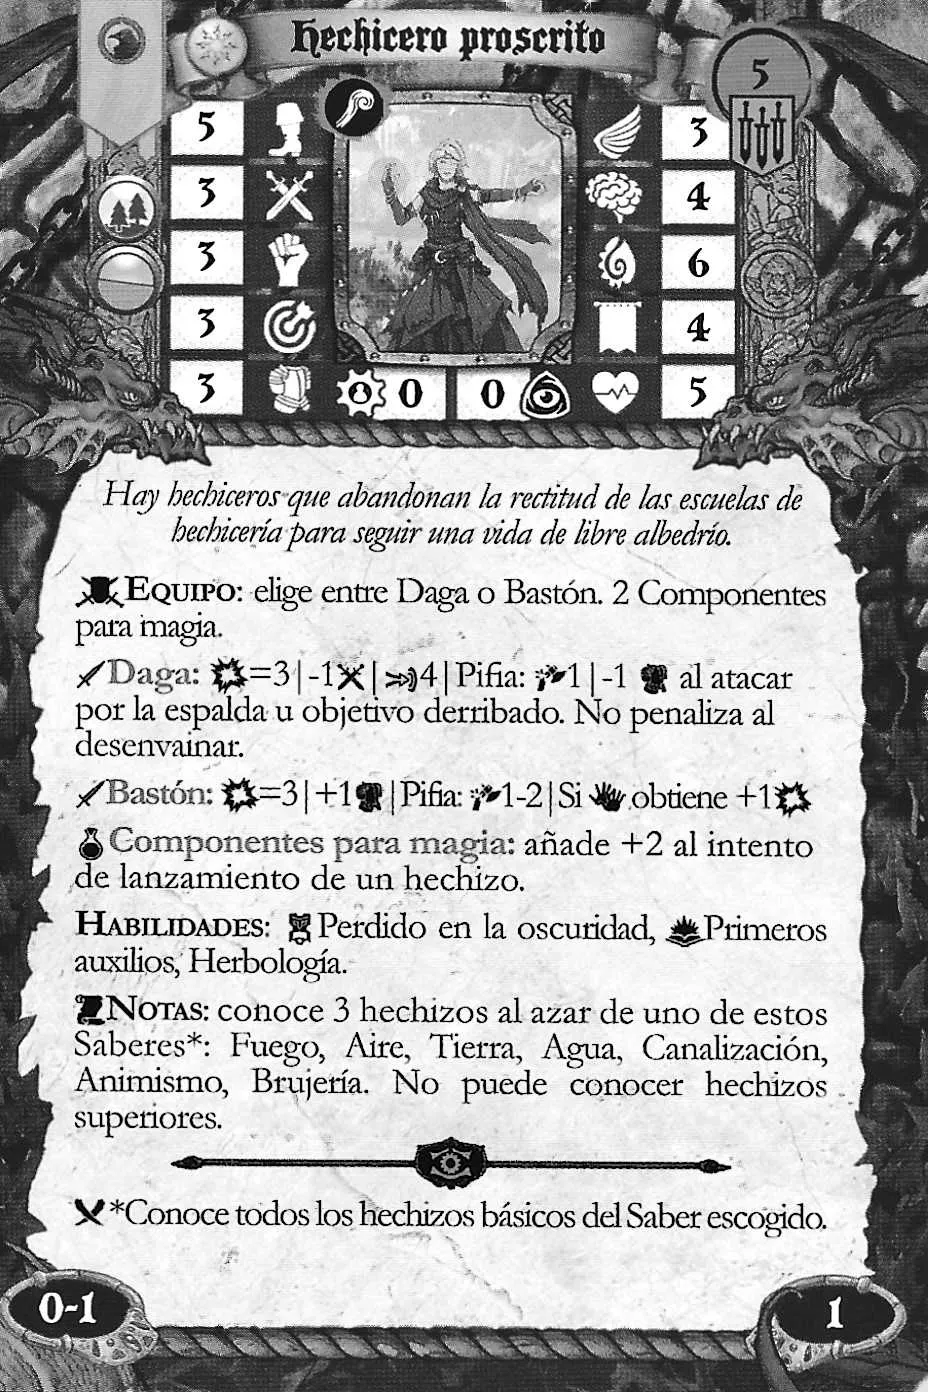 Hechicero proscrito
5
5
3
3
4
3
6
3
4
3
0
0
5
Hay hechiceros que abandonan la rectitud de las escuelas de
hechicería para seguir una vida de libre albedrío.
EQUIPO: elige entre Daga o Bastón. 2 Componentes
para magia.
Daga: =3|-1|4|Pifia: 1|-1 al atacar
por la espalda u objetivo derribado. No penaliza al
desenvainar.
Bastón: =3|+1|Pifia: 1-2|Si obtiene +1
Componentes para magia: añade +2 al intento
de lanzamiento de un hechizo.
HABILIDADES: Perdido en la oscuridad, Primeros
auxilios, Herbología.
NOTAS: conoce 3 hechizos al azar de uno de estos
Saberes*: Fuego, Aire, Tierra, Agua, Canalización,
Animismo, Brujería. No puede conocer hechizos
superiores.
*Conoce todos los hechizos básicos del Saber escogido.
0-1
1